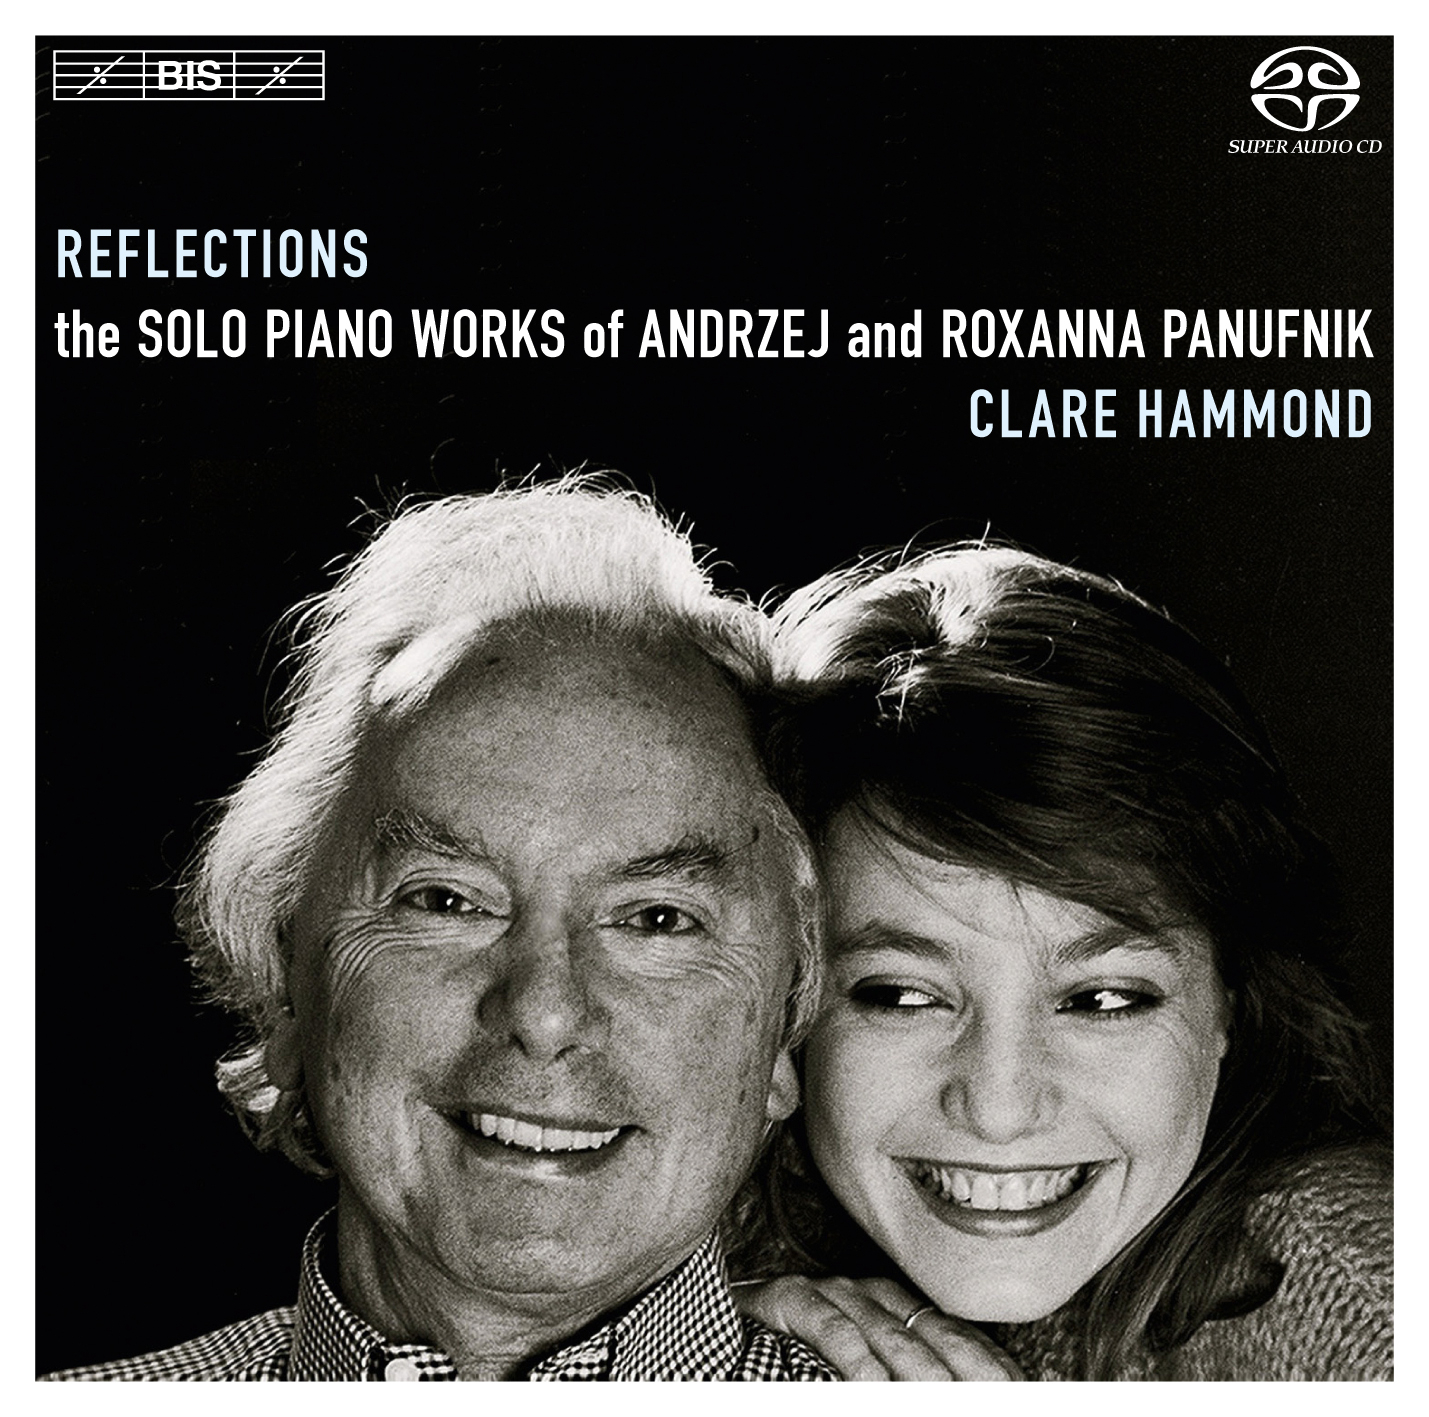 BIS
SUPER AUDIO CD
REFLECTIONS
the SOLO PIANO WORKS of ANDRZEJ and ROXANNA PANUFNIK
CLARE HAMMOND